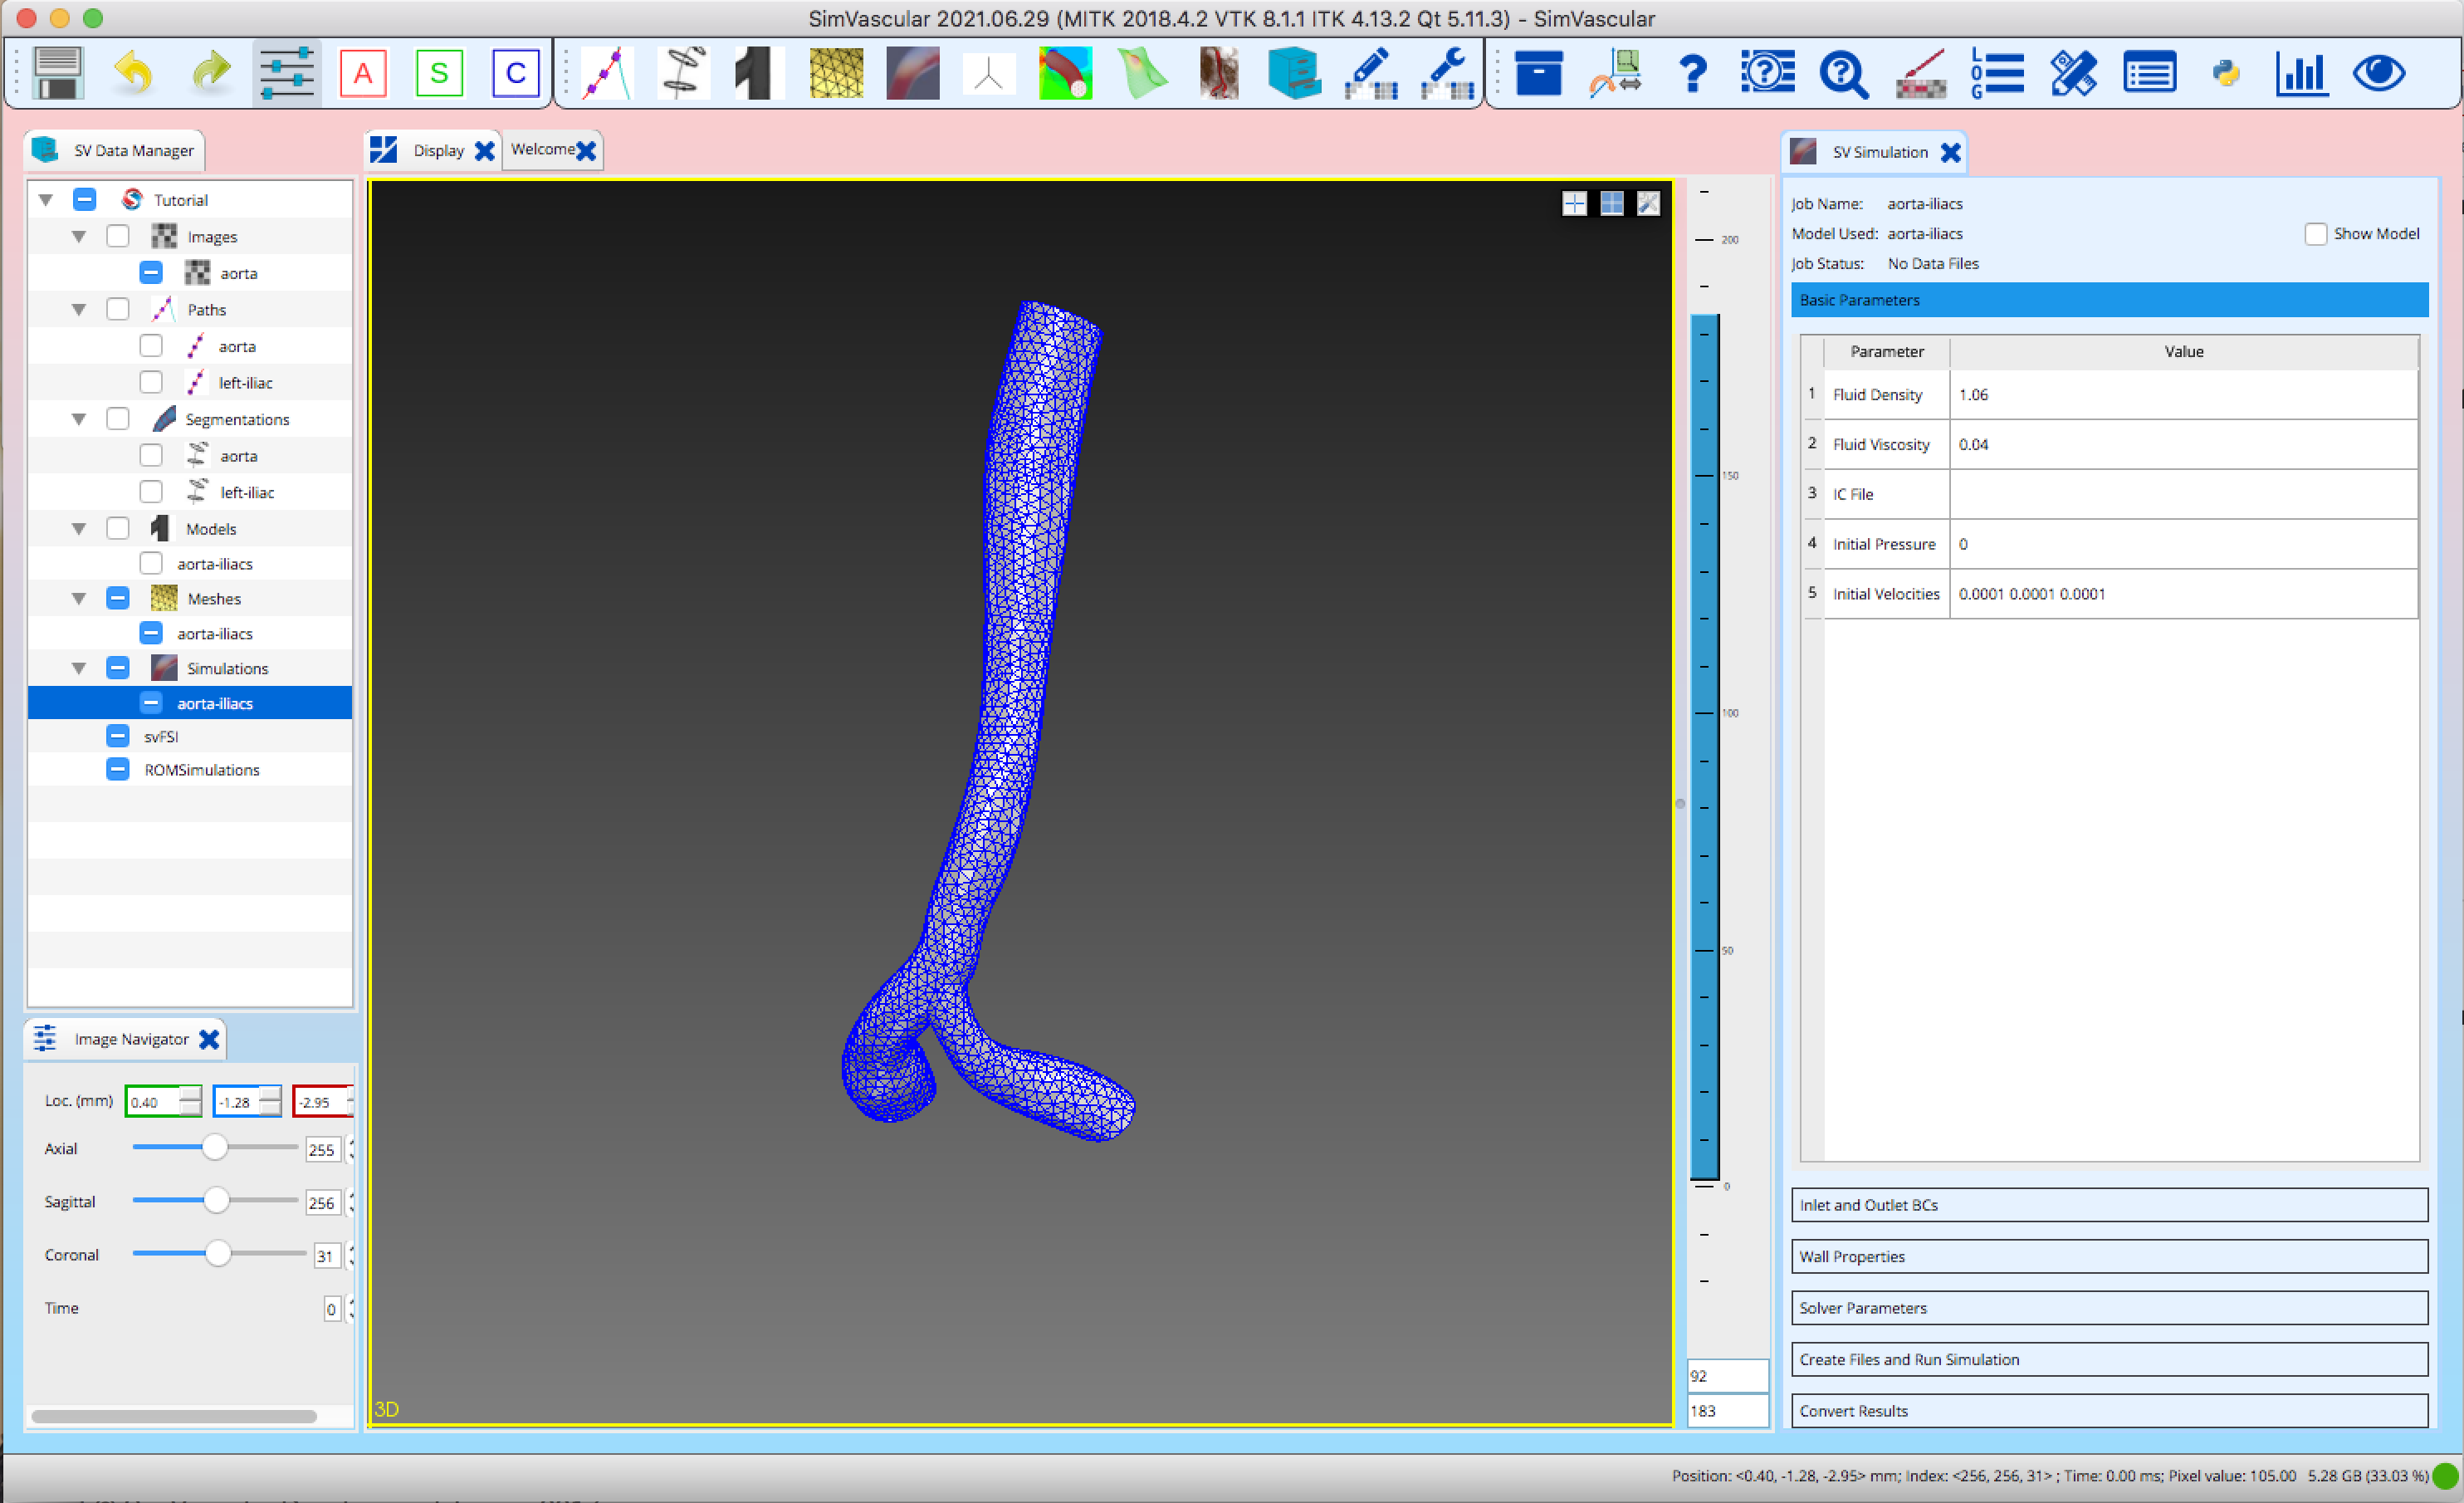 SimVascular 2021.06.29 (MITK 2018.4.2 VTK 8.1.1 ITK 4.13.2 Qt 5.11.3) - SimVascular
A S C
LOG
SV Data Manager
Tutorial
Images
aorta
Paths
aorta
left-iliac
Segmentations
aorta
left-iliac
Models
aorta-iliacs
Meshes
aorta-iliacs
Simulations
aorta-iliacs
svFSI
ROMSimulations
Image Navigator
Loc. (mm) 0.40 -1.28 -2.95
Axial 255
Sagittal 256
Coronal 31
Time 0
Display
Welcome
3D
200
150
100
50
0
92
183
SV Simulation
Job Name: aorta-iliacs
Model Used: aorta-iliacs
Show Model
Job Status: No Data Files
Basic Parameters
Parameter Value
1 Fluid Density 1.06
2 Fluid Viscosity 0.04
3 IC File
4 Initial Pressure 0
5 Initial Velocities 0.0001 0.0001 0.0001
Inlet and Outlet BCs
Wall Properties
Solver Parameters
Create Files and Run Simulation
Convert Results
Position: <0.40, -1.28, -2.95> mm; Index: <256, 256, 31> ; Time: 0.00 ms; Pixel value: 105.00 5.28 GB (33.03 %)